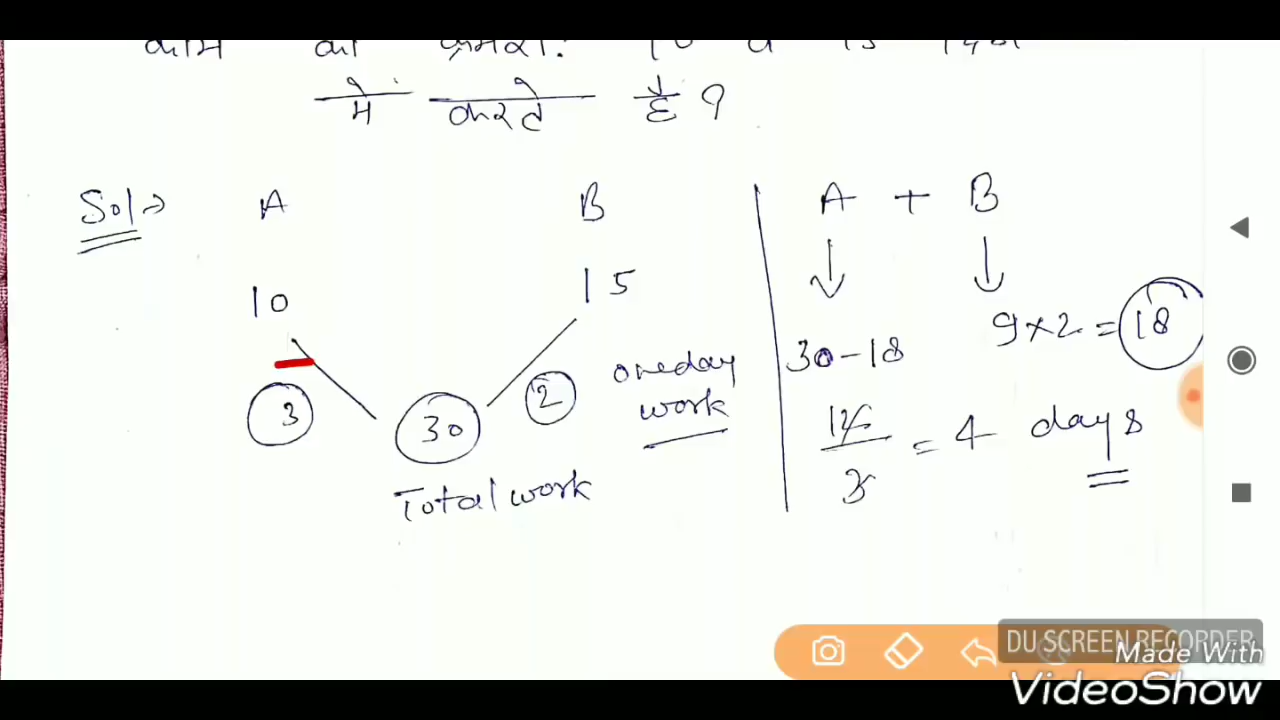 में करते हैं ?
Sol⇒ A B
10 15
3 30 2
Total work
one day
work
A + B
↓ ↓
9×2 = 18
30-18
12/3 = 4 days
DU SCREEN RECORDER
Made With
VideoShow